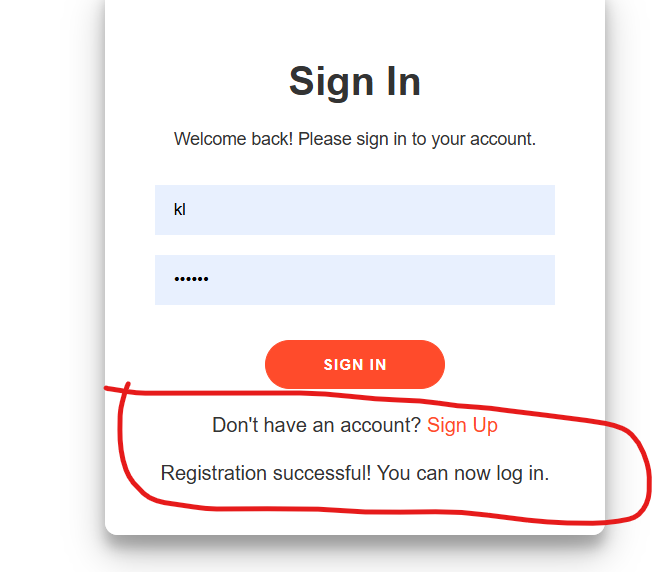 Sign In
Welcome back! Please sign in to your account.
kl
••••••
SIGN IN
Don't have an account? Sign Up
Registration successful! You can now log in.